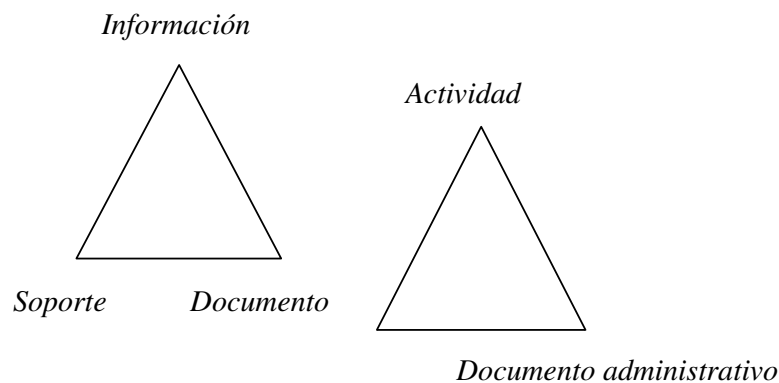 Información
Actividad
Soporte
Documento
Documento administrativo